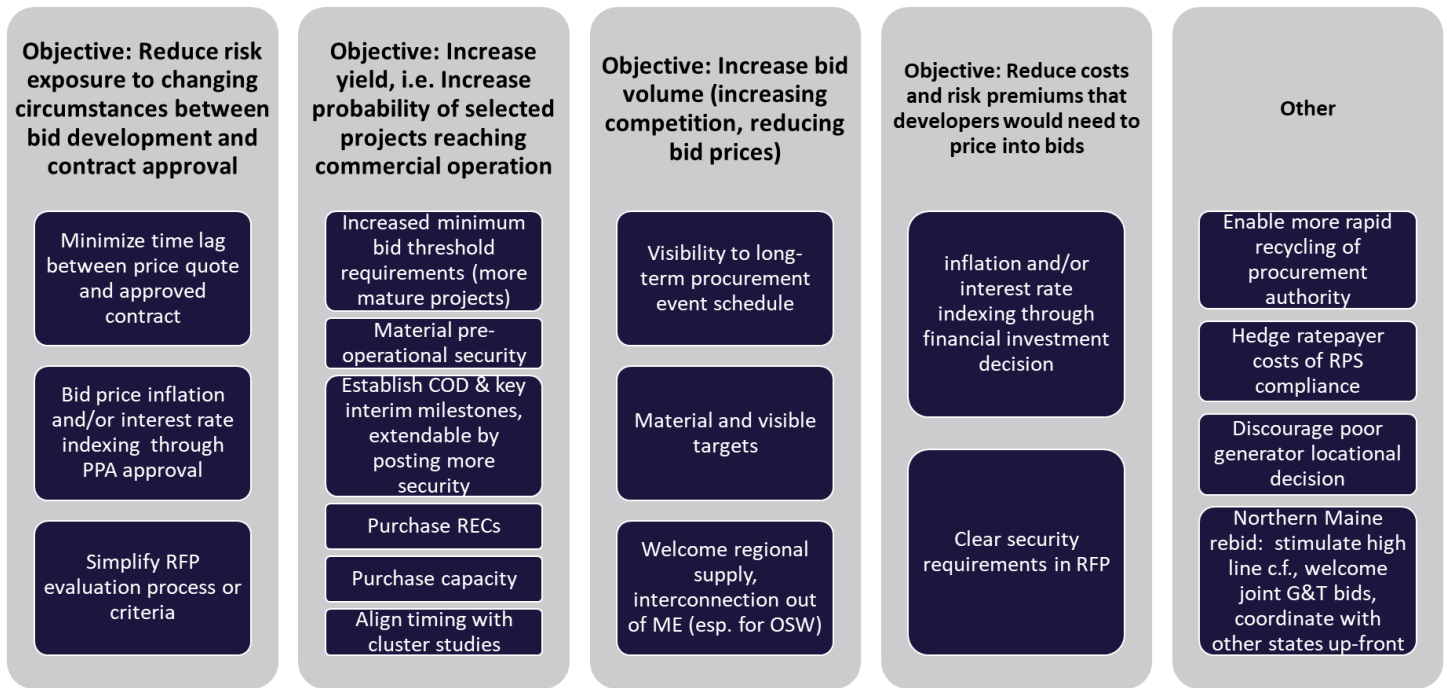 Objective: Reduce risk
exposure to changing
circumstances between
bid development and
contract approval
Minimize time lag
between price quote
and approved
contract
Bid price inflation
and/or interest rate
indexing through
PPA approval
Simplify RFP
evaluation process or
criteria
Objective: Increase
yield, i.e. Increase
probability of selected
projects reaching
commercial operation
Increased minimum
bid threshold
requirements (more
mature projects)
Material pre-
operational security
Establish COD & key
interim milestones,
extendable by
posting more
security
Purchase RECs
Purchase capacity
Align timing with
cluster studies
Objective: Increase bid
volume (increasing
competition, reducing
bid prices)
Visibility to long-
term procurement
event schedule
Material and visible
targets
Welcome regional
supply,
interconnection out
of ME (esp. for OSW)
Objective: Reduce costs
and risk premiums that
developers would need to
price into bids
inflation and/or
interest rate
indexing through
financial investment
decision
Clear security
requirements in RFP
Other
Enable more rapid
recycling of
procurement
authority
Hedge ratepayer
costs of RPS
compliance
Discourage poor
generator locational
decision
Northern Maine
rebid:  stimulate high
line c.f., welcome
joint G&T bids,
coordinate with
other states up-front